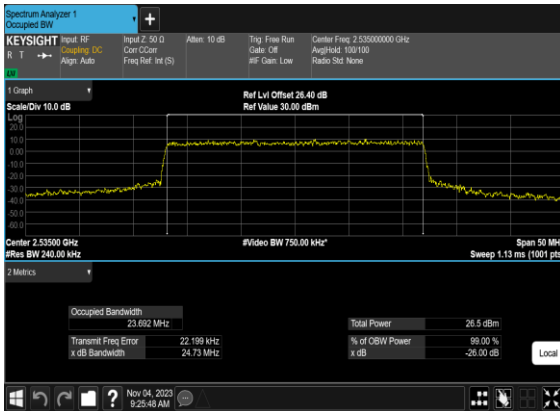 Spectrum Analyzer 1
Occupied BW
+
KEYSIGHT
R T
Input: RF
Coupling: DC
Align: Auto
Input Z: 50 Ω
Corr CCorr
Freq Ref: Int (S)
Atten: 10 dB
Trig: Free Run
Gate: Off
#IF Gain: Low
Center Freq: 2.535000000 GHz
Avg|Hold: 100/100
Radio Std: None
1 Graph
Scale/Div 10.0 dB
Ref Lvl Offset 26.40 dB
Ref Value 30.00 dBm
Log
20.0
10.0
0.00
-10.0
-20.0
-30.0
-40.0
-50.0
-60.0
Center 2.53500 GHz
#Res BW 240.00 kHz
#Video BW 750.00 kHz*
Span 50 MH
Sweep 1.13 ms (1001 pts
2 Metrics
Occupied Bandwidth
23.692 MHz
Transmit Freq Error 22.199 kHz
x dB Bandwidth 24.73 MHz
Total Power 26.5 dBm
% of OBW Power 99.00 %
x dB -26.00 dB
Local
?
Nov 04, 2023
9:25:48 AM